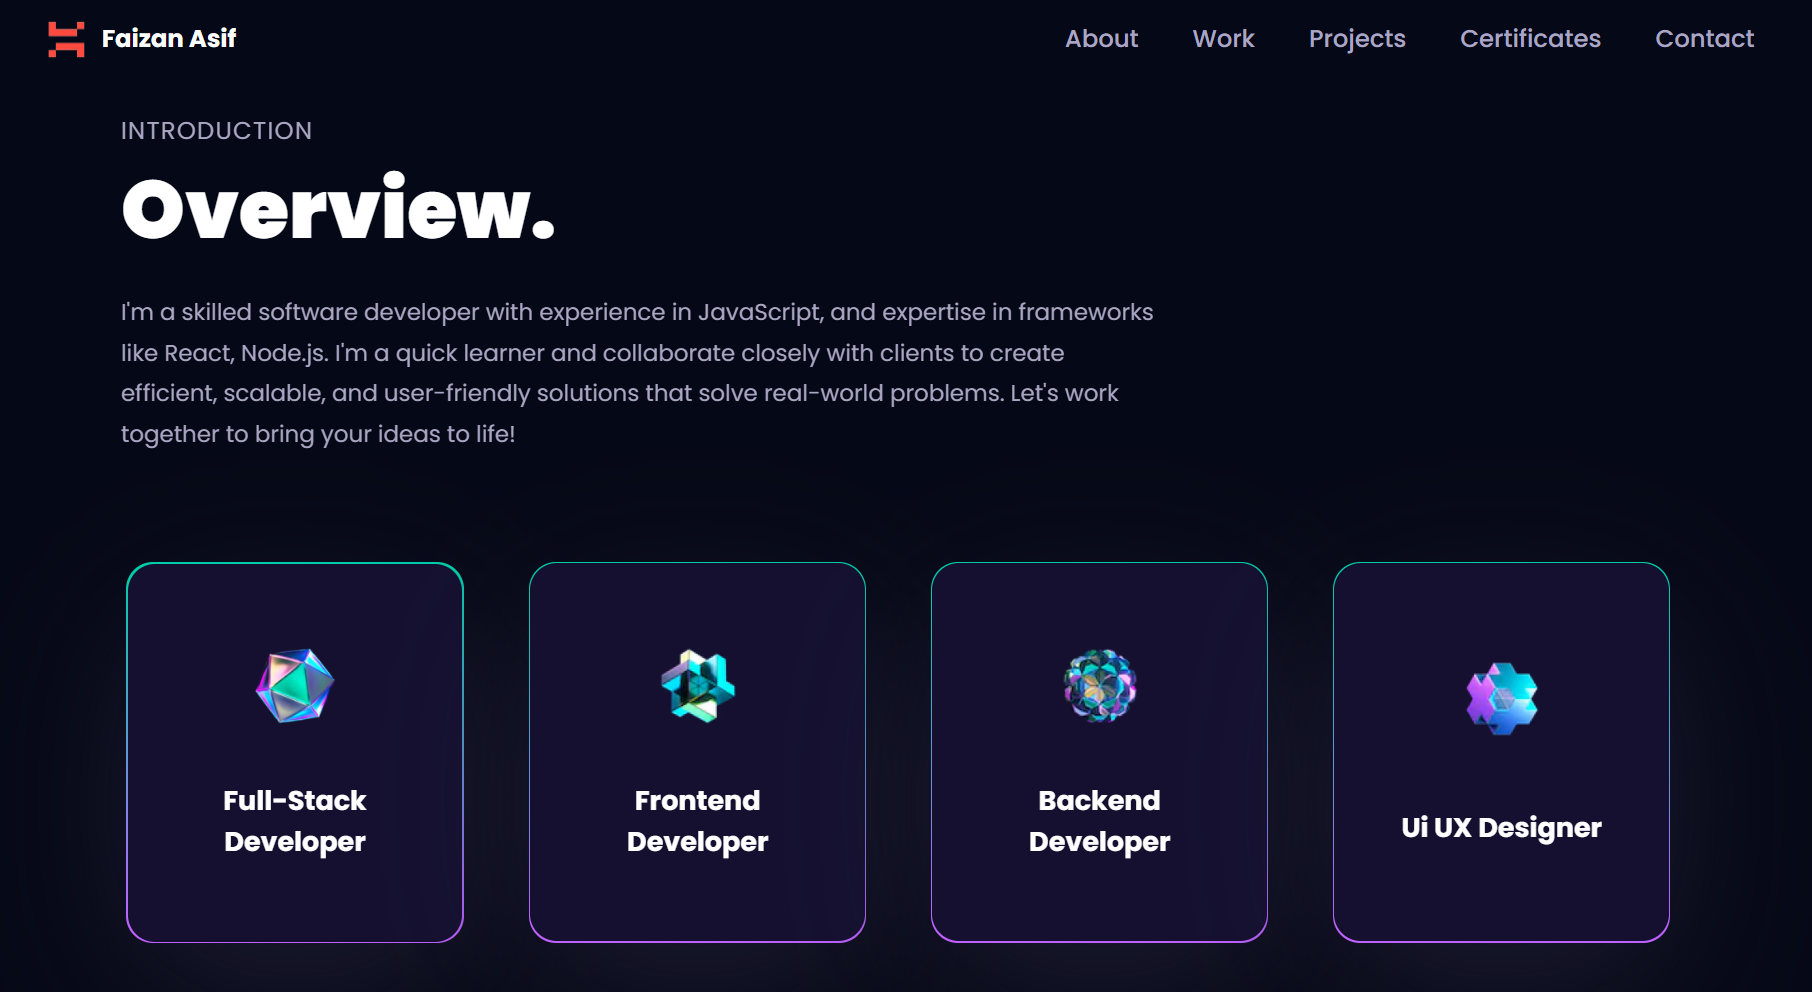 Faizan Asif
About Work Projects Certificates Contact
INTRODUCTION
Overview.
I'm a skilled software developer with experience in JavaScript, and expertise in frameworks
like React, Node.js. I'm a quick learner and collaborate closely with clients to create
efficient, scalable, and user-friendly solutions that solve real-world problems. Let's work
together to bring your ideas to life!
Full-Stack
Developer
Frontend
Developer
Backend
Developer
Ui UX Designer